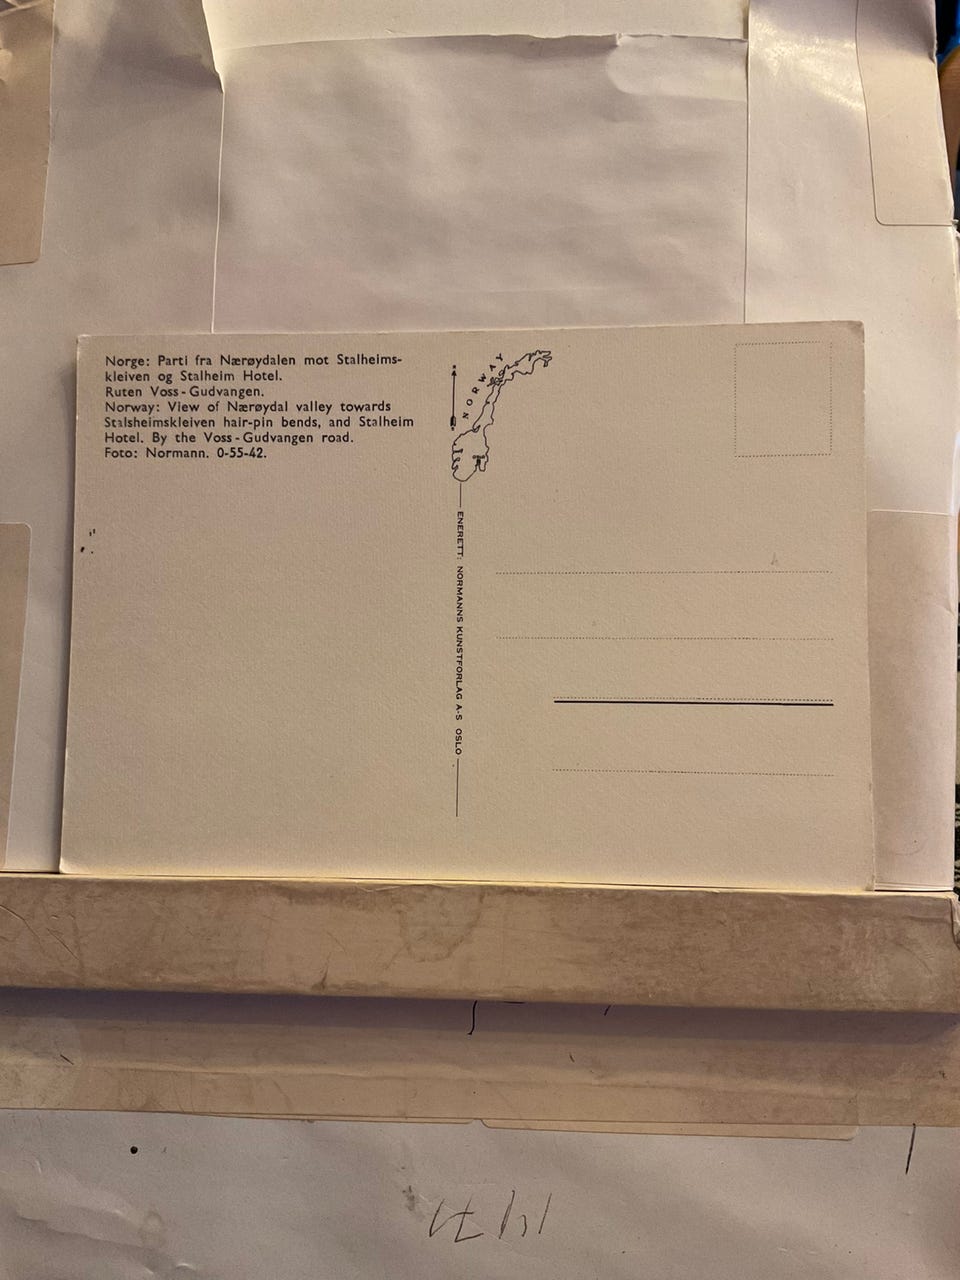 Norge: Parti fra Nærøydalen mot Stalheims-
kleiven og Stalheim Hotel.
Ruten Voss - Gudvangen.
Norway: View of Nærøydal valley towards
Stalsheimskleiven hair-pin bends, and Stalheim
Hotel. By the Voss - Gudvangen road.
Foto: Normann. 0-55-42.
NORWAY
ENERETT: NORMANNS KUNSTFORLAG A-S OSLO